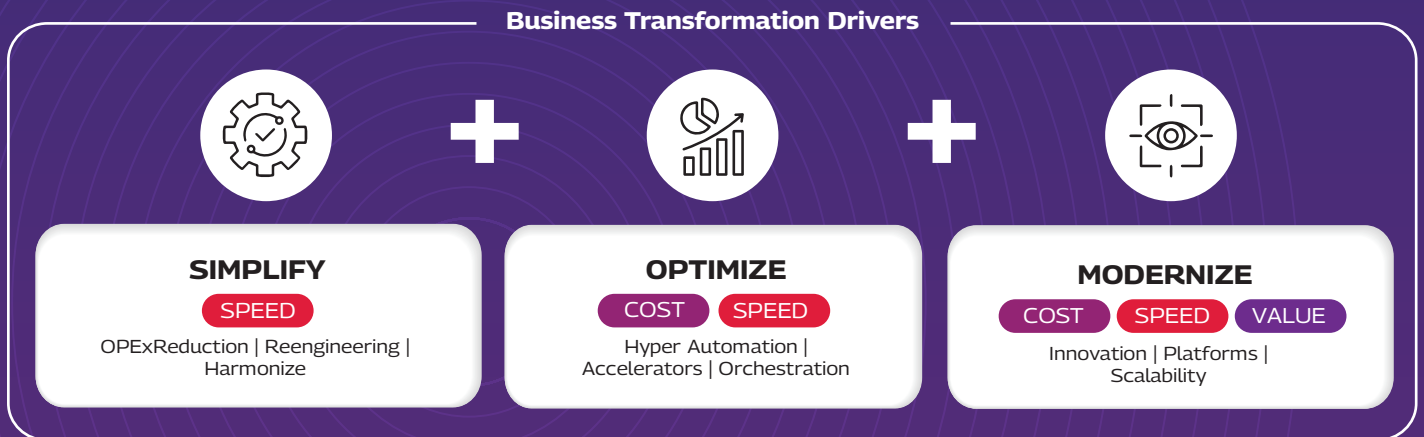 Business Transformation Drivers
SIMPLIFY
SPEED
OPExReduction | Reengineering |
Harmonize
OPTIMIZE
COST SPEED
Hyper Automation |
Accelerators | Orchestration
MODERNIZE
COST SPEED VALUE
Innovation | Platforms |
Scalability